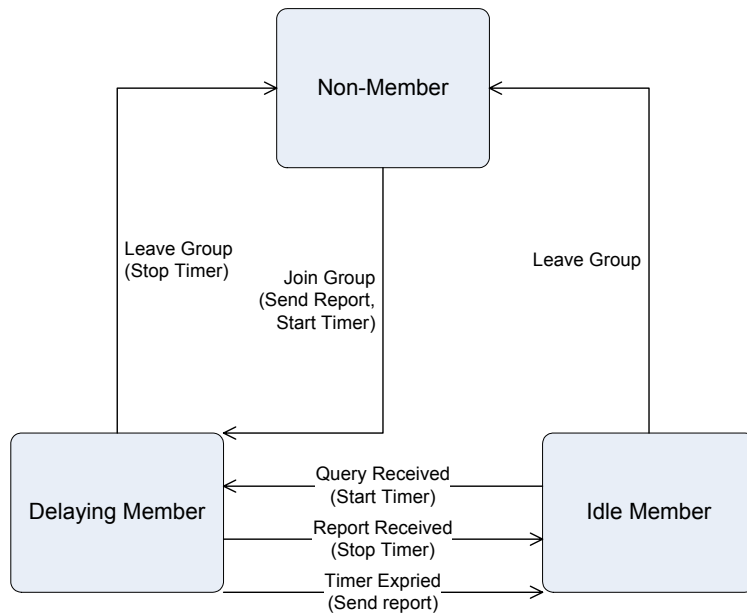 Non-Member
Leave Group
(Stop Timer)
Join Group
(Send Report,
Start Timer)
Leave Group
Delaying Member
Query Received
(Start Timer)
Report Received
(Stop Timer)
Timer Expried
(Send report)
Idle Member